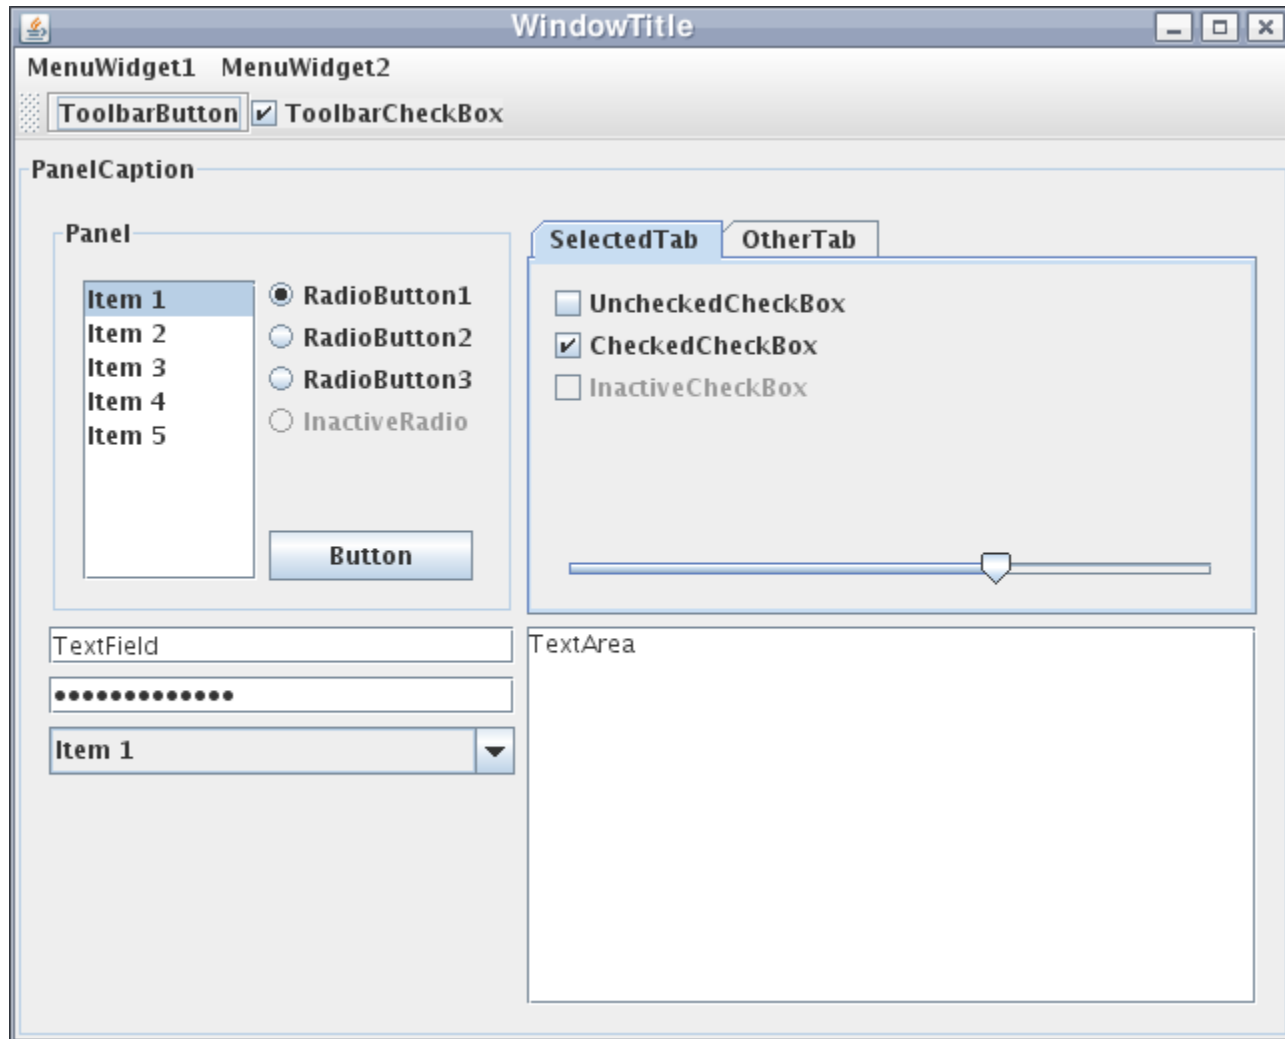 WindowTitle
MenuWidget1 MenuWidget2
ToolbarButton ToolbarCheckBox
PanelCaption
Panel
Item 1
Item 2
Item 3
Item 4
Item 5
RadioButton1
RadioButton2
RadioButton3
InactiveRadio
Button
SelectedTab OtherTab
UncheckedCheckBox
CheckedCheckBox
InactiveCheckBox
TextField
•••••••••••••
Item 1
TextArea